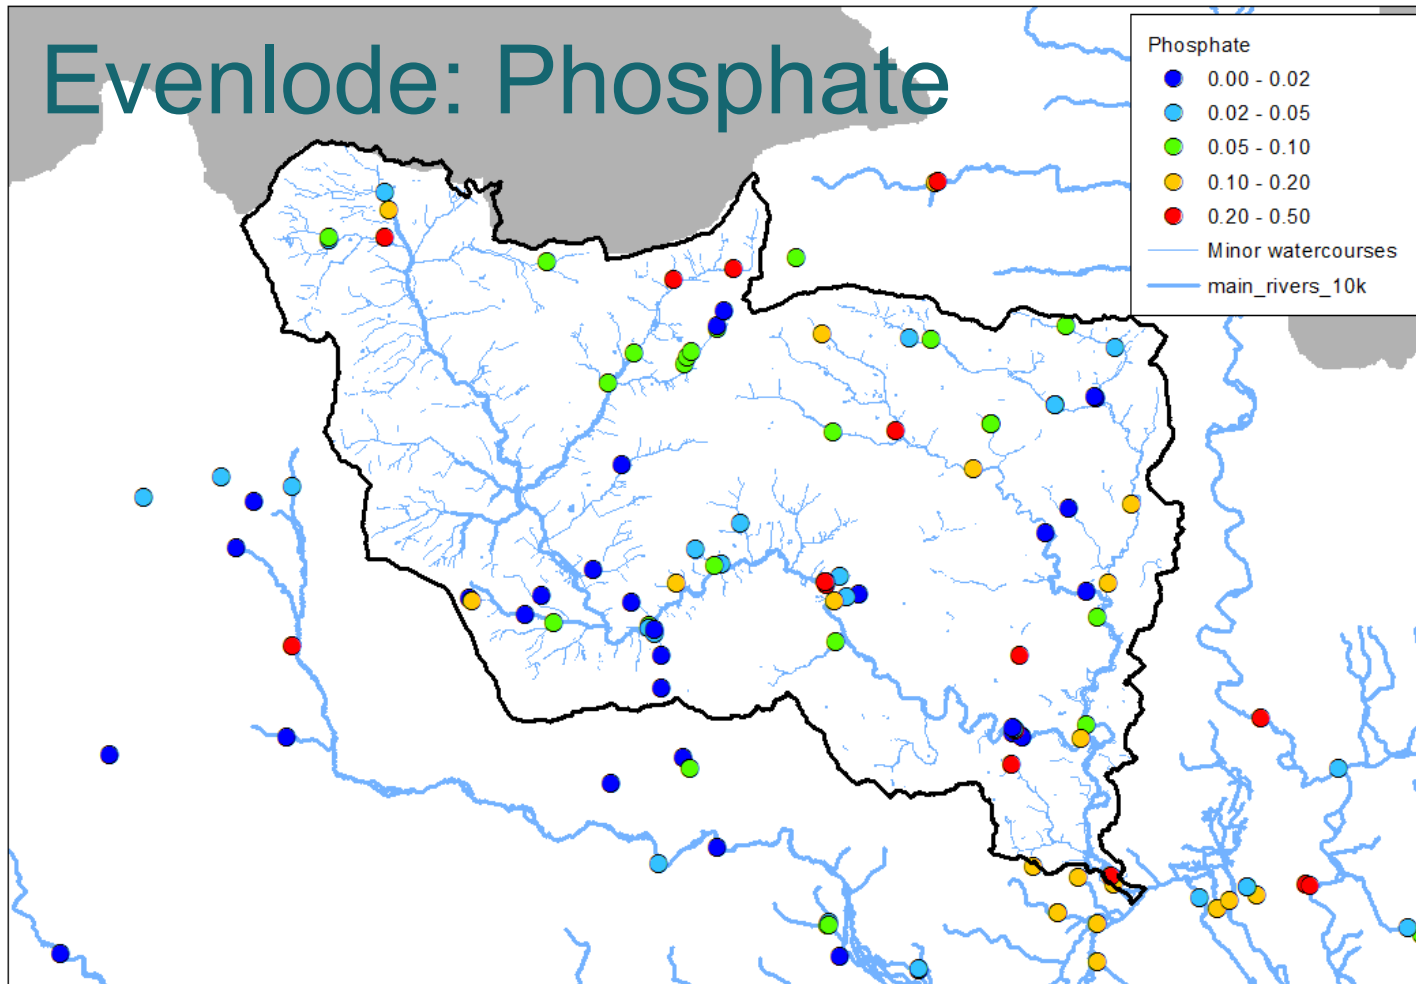 Evenlode: Phosphate
Phosphate
0.00 - 0.02
0.02 - 0.05
0.05 - 0.10
0.10 - 0.20
0.20 - 0.50
Minor watercourses
main_rivers_10k